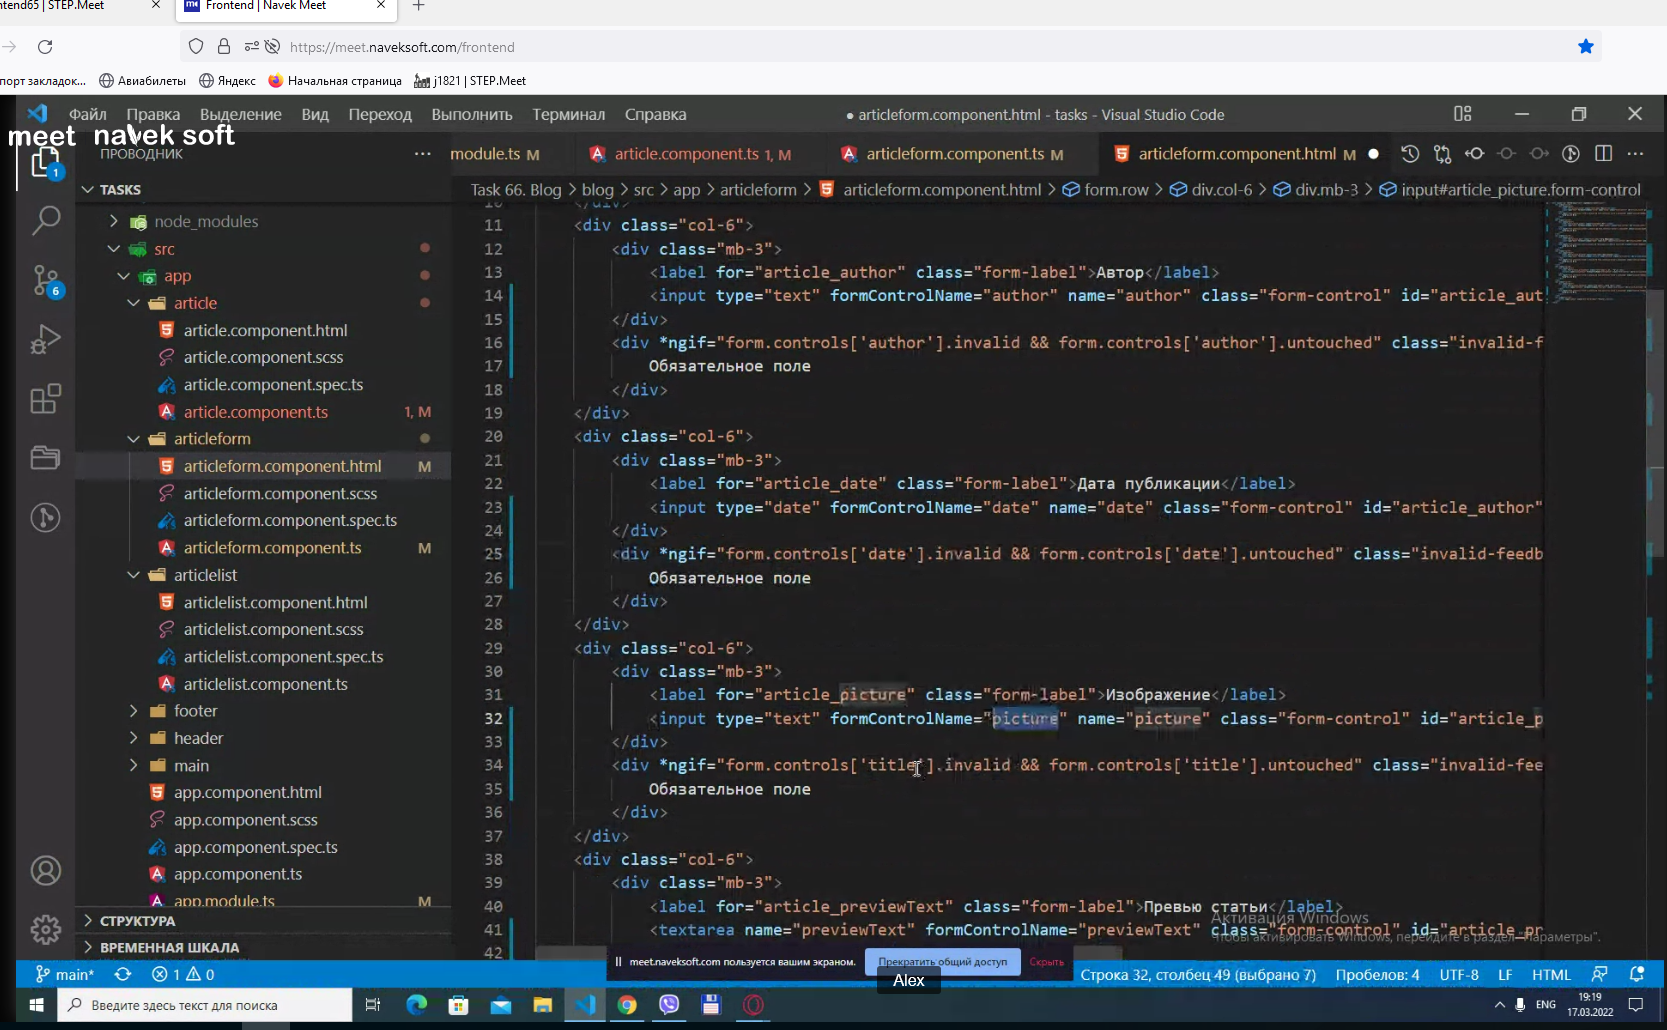 ntend65 | STEP.Meet
Frontend | Navek Meet
https://meet.naveksoft.com/frontend
порт закладок...
Авиабилеты
Яндекс
Начальная страница
j1821 | STEP.Meet
Файл
Правка
Выделение
Вид
Переход
Выполнить
Терминал
Справка
● articleform.component.html - tasks - Visual Studio Code
meet navek soft
ПРОВОДНИК
module.ts M
article.component.ts 1, M
articleform.component.ts M
articleform.component.html M
TASKS
Task 66. Blog > blog > src > app > articleform > articleform.component.html > form.row > div.col-6 > div.mb-3 > input#article_picture.form-control
node_modules
src
app
article
article.component.html
article.component.scss
article.component.spec.ts
article.component.ts 1, M
articleform
articleform.component.html M
articleform.component.scss
articleform.component.spec.ts
articleform.component.ts M
articlelist
articlelist.component.html
articlelist.component.scss
articlelist.component.spec.ts
articlelist.component.ts
footer
header
main
app.component.html
app.component.scss
app.component.spec.ts
app.component.ts
app.module.ts M
СТРУКТУРА
ВРЕМЕННАЯ ШКАЛА
10 </div>
11 <div class="col-6">
12 <div class="mb-3">
13 <label for="article_author" class="form-label">Автор</label>
14 <input type="text" formControlName="author" name="author" class="form-control" id="article_aut
15 </div>
16 <div *ngif="form.controls['author'].invalid && form.controls['author'].untouched" class="invalid-f
17 Обязательное поле
18 </div>
19 </div>
20 <div class="col-6">
21 <div class="mb-3">
22 <label for="article_date" class="form-label">Дата публикации</label>
23 <input type="date" formControlName="date" name="date" class="form-control" id="article_author"
24 </div>
25 <div *ngif="form.controls['date'].invalid && form.controls['date'].untouched" class="invalid-feedb
26 Обязательное поле
27 </div>
28 </div>
29 <div class="col-6">
30 <div class="mb-3">
31 <label for="article_picture" class="form-label">Изображение</label>
32 <input type="text" formControlName="picture" name="picture" class="form-control" id="article_p
33 </div>
34 <div *ngif="form.controls['title'].invalid && form.controls['title'].untouched" class="invalid-fee
35 Обязательное поле
36 </div>
37 </div>
38 <div class="col-6">
39 <div class="mb-3">
40 <label for="article_previewText" class="form-label">Превью статьи</label>
41 <textarea name="previewText" formControlName="previewText" class="form-control" id="article_pr
42
Активация Windows
Чтобы активировать Windows, перейдите в раздел "Параметры".
meet.naveksoft.com пользуется вашим экраном.
Прекратить общий доступ
Скрыть
Alex
main*
1 0
Строка 32, столбец 49 (выбрано 7)
Пробелов: 4
UTF-8
LF
HTML
Введите здесь текст для поиска
ENG
19:19
17.03.2022
1
6